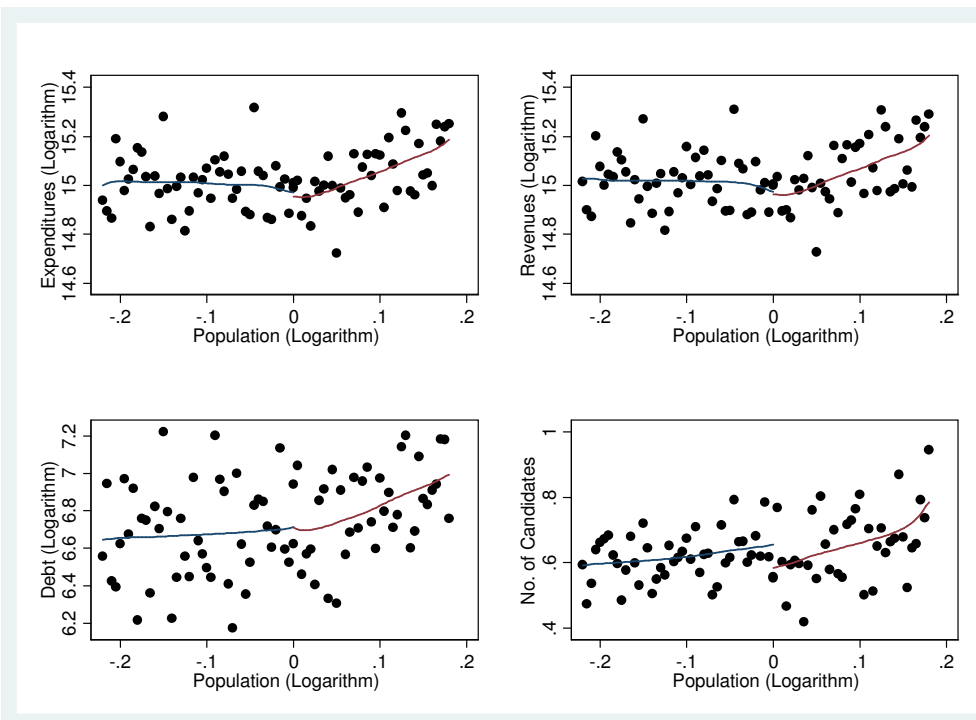 Expenditures (Logarithm)
15.4
15.2
15
14.8
14.6
-.2 -.1 0 .1 .2
Population (Logarithm)
Revenues (Logarithm)
15.4
15.2
15
14.8
14.6
-.2 -.1 0 .1 .2
Population (Logarithm)
Debt (Logarithm)
7.2
7
6.8
6.6
6.4
6.2
-.2 -.1 0 .1 .2
Population (Logarithm)
No. of Candidates
1
.8
.6
.4
-.2 -.1 0 .1 .2
Population (Logarithm)